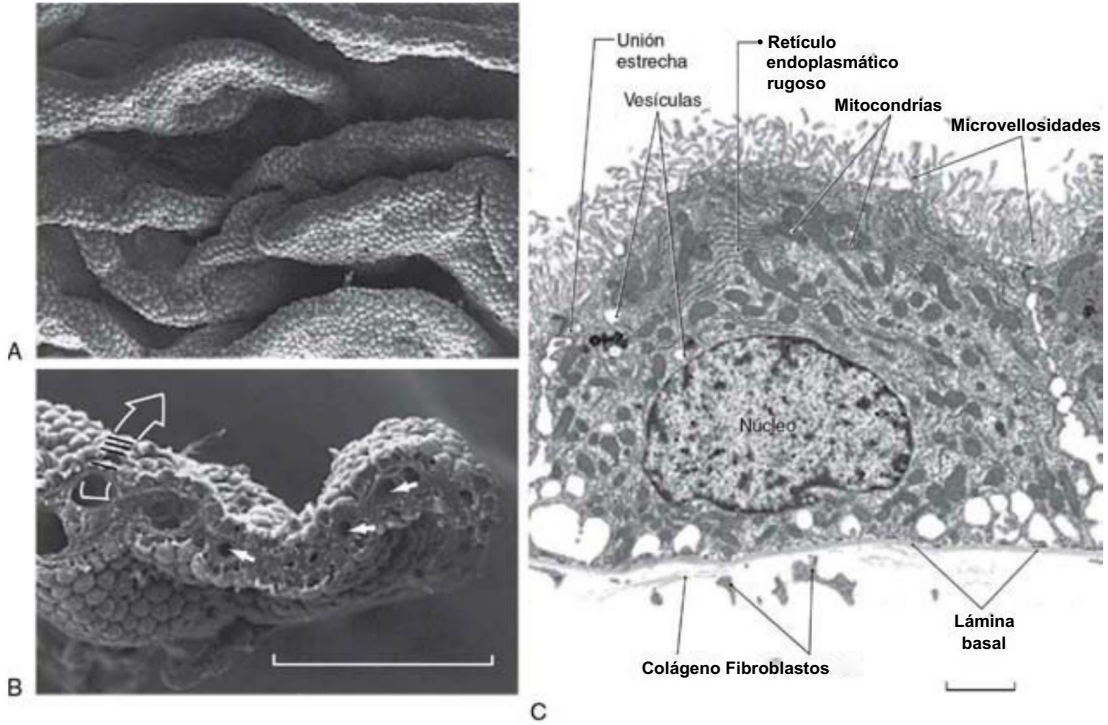 A
B
C
Unión
estrecha
Vesículas
Retículo
endoplasmático
rugoso
Mitocondrías
Microvellosidades
Núcleo
Colágeno Fibroblastos
Lámina
basal